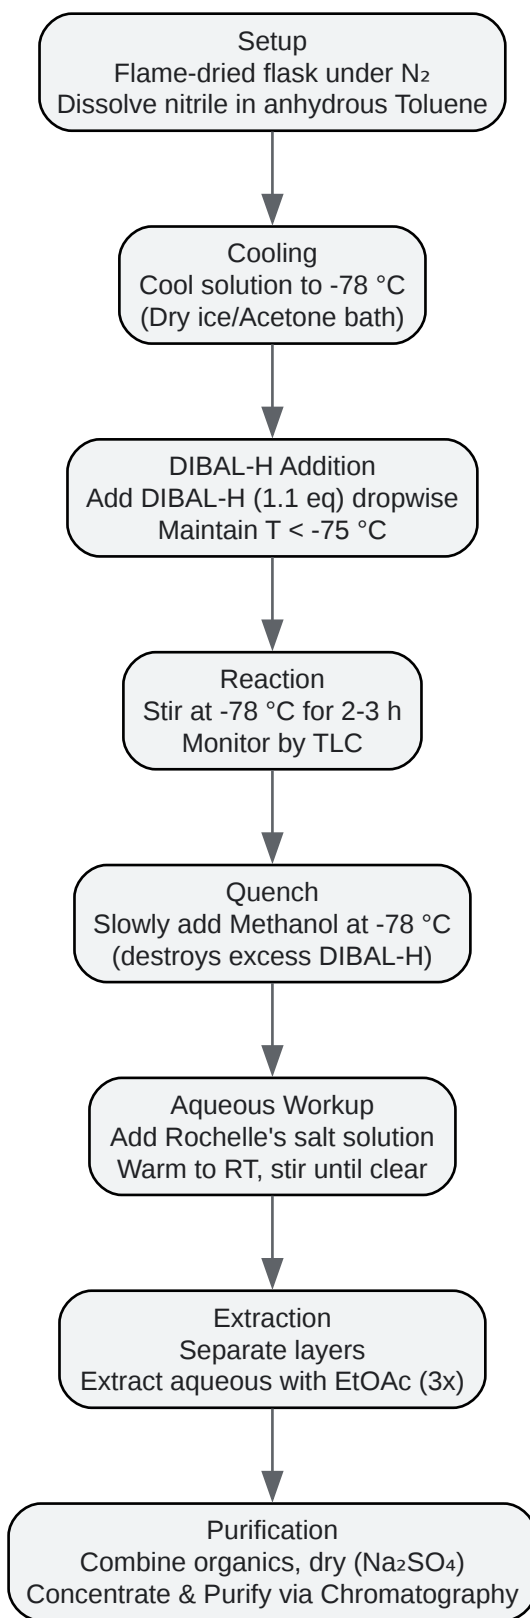 Setup
Flame-dried flask under N₂
Dissolve nitrile in anhydrous Toluene
Cooling
Cool solution to -78 °C
(Dry ice/Acetone bath)
DIBAL-H Addition
Add DIBAL-H (1.1 eq) dropwise
Maintain T < -75 °C
Reaction
Stir at -78 °C for 2-3 h
Monitor by TLC
Quench
Slowly add Methanol at -78 °C
(destroys excess DIBAL-H)
Aqueous Workup
Add Rochelle's salt solution
Warm to RT, stir until clear
Extraction
Separate layers
Extract aqueous with EtOAc (3x)
Purification
Combine organics, dry (Na₂SO₄)
Concentrate & Purify via Chromatography